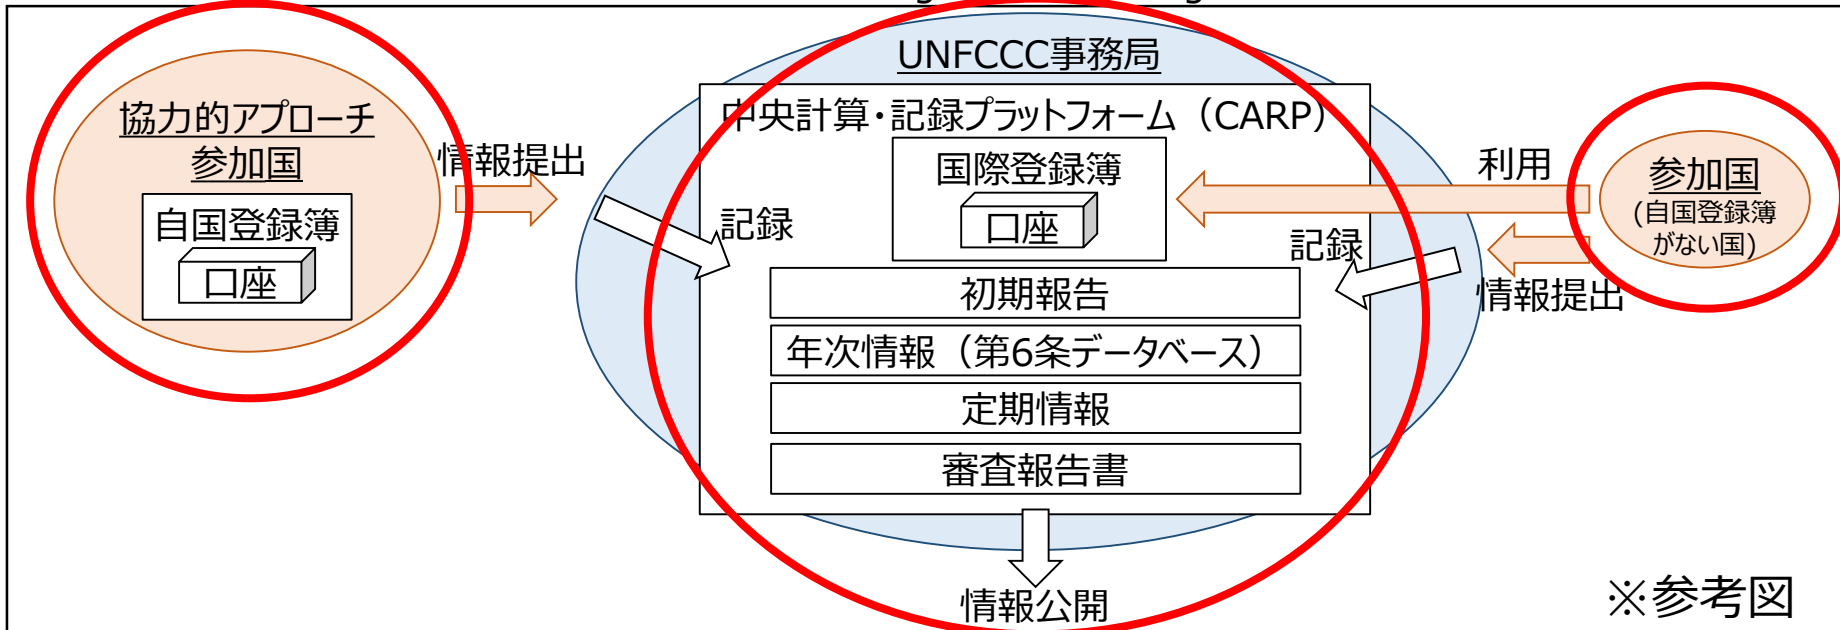 UNFCCC事務局
協力的アプローチ
参加国
自国登録簿
口座
情報提出
記録
中央計算・記録プラットフォーム（CARP）
国際登録簿
口座
初期報告
年次情報（第6条データベース）
定期情報
審査報告書
情報公開
利用
記録
情報提出
参加国
(自国登録簿
がない国)
※参考図